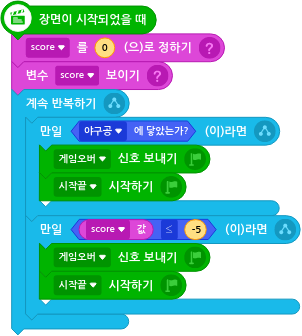 장면이 시작되었을 때
score ▼ 를 0 (으)로 정하기 ?
변수 score ▼ 보이기 ?
계속 반복하기
만일 야구공 ▼ 에 닿았는가? (이)라면
게임오버 ▼ 신호 보내기
시작끝 ▼ 시작하기
만일 score ▼ 값 ≤ -5 (이)라면
게임오버 ▼ 신호 보내기
시작끝 ▼ 시작하기